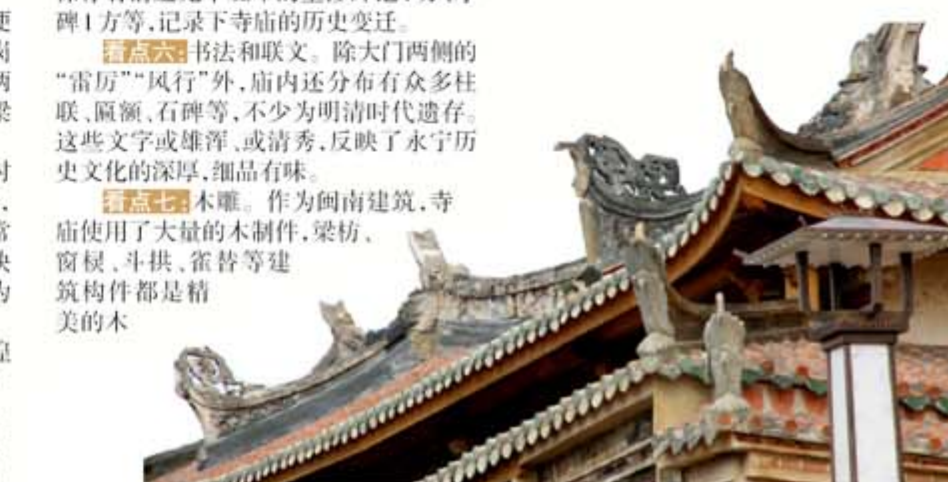 碑1方等,记录下寺庙的历史变迁。
看点六:书法和联文。除大门两侧的
“雷厉”“风行”外,庙内还分布有众多柱
联、匾额、石碑等,不少为明清时代遗存。
这些文字或雄浑、或清秀,反映了永宁历
史文化的深厚,细品有味。
看点七:木雕。作为闽南建筑,寺
庙使用了大量的木制件,梁枋、
窗棂、斗拱、雀替等建
筑构件都是精
美的木